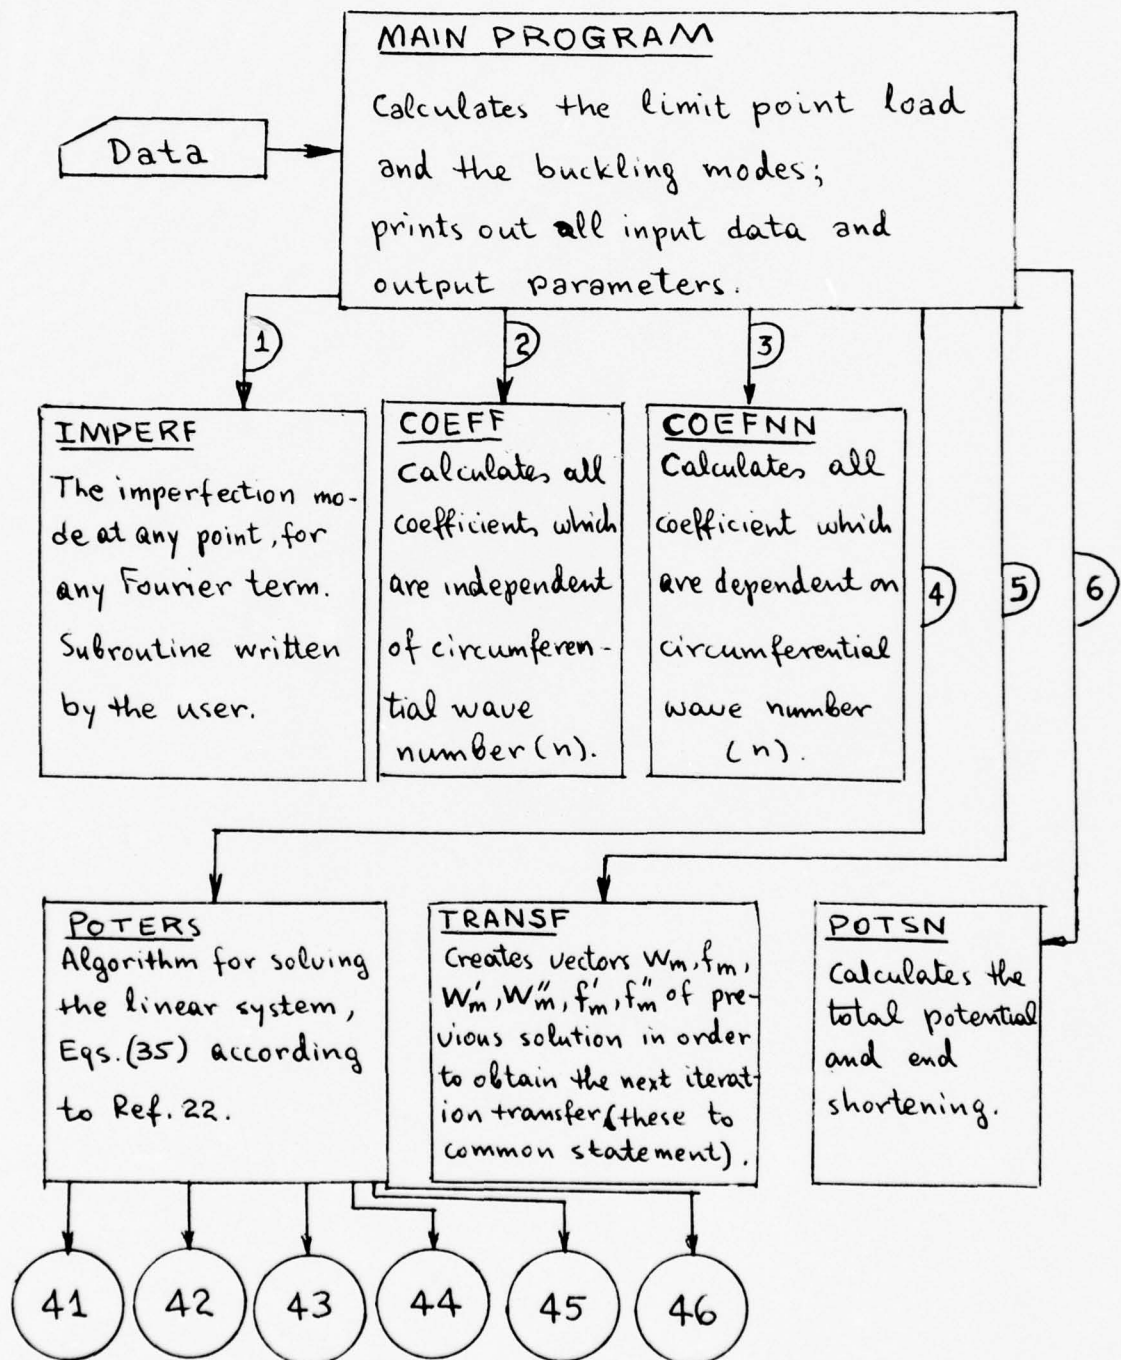 MAIN PROGRAM
Calculates the limit point load
and the buckling modes;
prints out all input data and
output parameters.
Data
1
2
3
IMPERF
The imperfection mo-
de at any point, for
any Fourier term.
Subroutine written
by the user.
COEFF
Calculates all
coefficients which
are independent
of circumferen-
tial wave
number (n).
COEFNN
Calculates all
coefficient which
are dependent on
circumferential
wave number
(n).
4
5
6
POTERS
Algorithm for solving
the linear system,
Eqs. (35) according
to Ref. 22.
TRANSF
Creates vectors Wm, fm,
W'm, W''m, f'm, f''m of pre-
vious solution in order
to obtain the next iterat-
ion transfer (these to
common statement).
POTSN
Calculates the
total potential
and end
shortening.
41
42
43
44
45
46